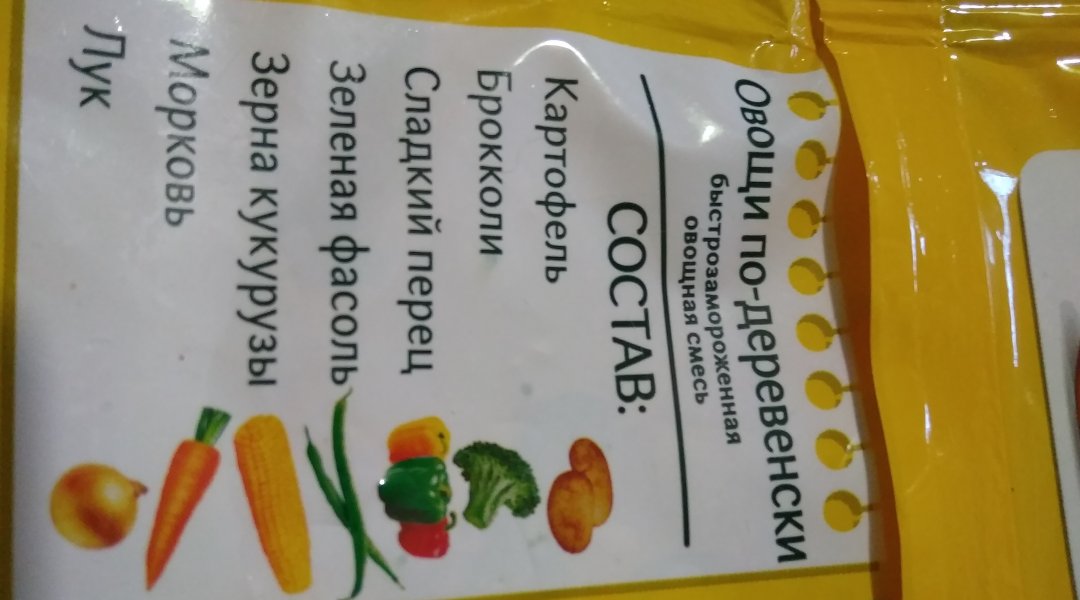 Овощи по-деревенски
быстрозамороженная
овощная смесь
СОСТАВ:
Картофель
Брокколи
Сладкий перец
Зеленая фасоль
Зерна кукурузы
Морковь
Лук